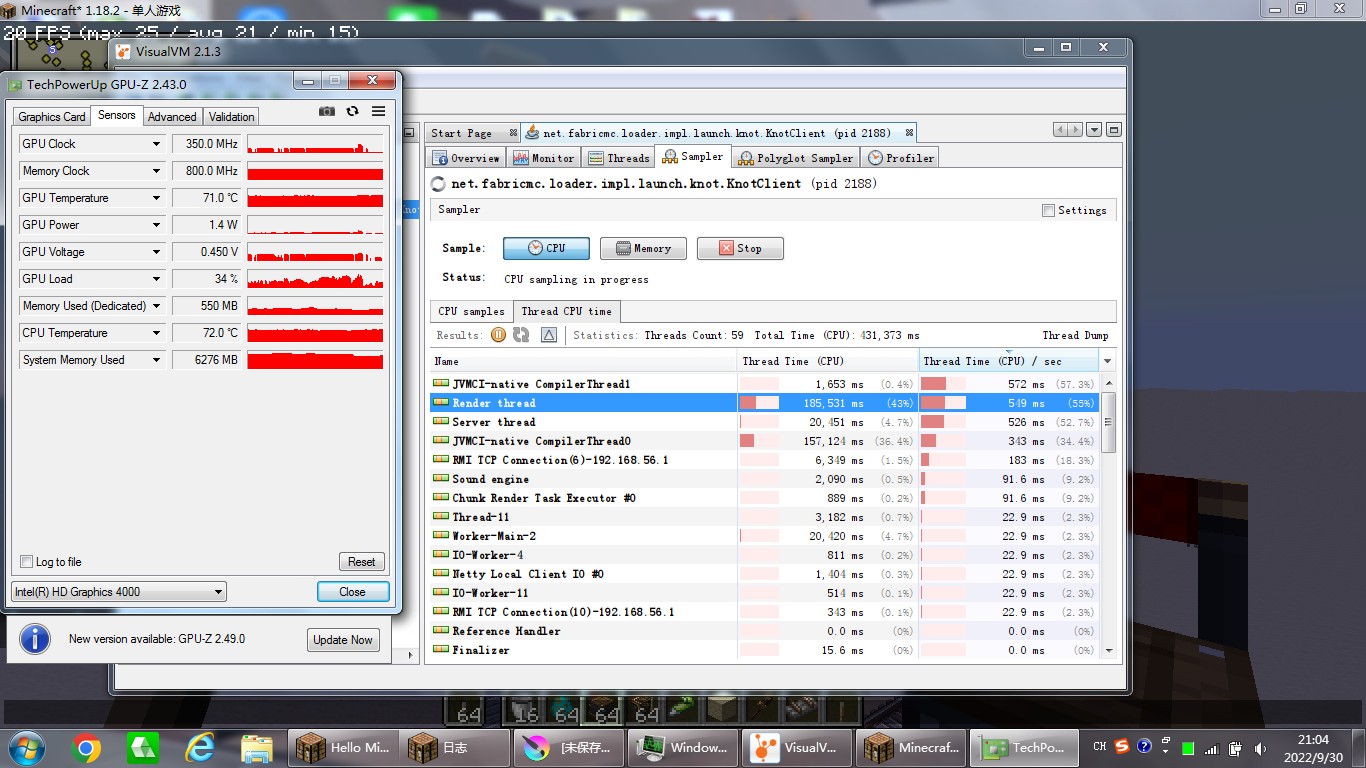 Minecraft* 1.18.2 - 单人游戏
20 FPS (max 25 / avg 21 / min 15)
S
VisualVM 2.1.3
TechPowerUp GPU-Z 2.43.0
Graphics Card Sensors Advanced Validation
GPU Clock 350.0 MHz
Memory Clock 800.0 MHz
GPU Temperature 71.0 °C
GPU Power 1.4 W
GPU Voltage 0.450 V
GPU Load 34 %
Memory Used (Dedicated) 550 MB
CPU Temperature 72.0 °C
System Memory Used 6276 MB
Log to file Reset
Intel(R) HD Graphics 4000 Close
New version available: GPU-Z 2.49.0 Update Now
Start Page net.fabricmc.loader.impl.launch.knot.KnotClient (pid 2188)
Overview Monitor Threads Sampler Polyglot Sampler Profiler
net.fabricmc.loader.impl.launch.knot.KnotClient (pid 2188)
Sampler Settings
Sample: CPU Memory Stop
Status: CPU sampling in progress
CPU samples Thread CPU time
Results: Statistics: Threads Count: 59 Total Time (CPU): 431,373 ms Thread Dump
Name Thread Time (CPU) Thread Time (CPU) / sec
JVMCI-native CompilerThread1 1,653 ms (0.4%) 572 ms (57.3%)
Render thread 185,531 ms (43%) 549 ms (55%)
Server thread 20,451 ms (4.7%) 526 ms (52.7%)
JVMCI-native CompilerThread0 157,124 ms (36.4%) 343 ms (34.4%)
RMI TCP Connection(6)-192.168.56.1 6,349 ms (1.5%) 183 ms (18.3%)
Sound engine 2,090 ms (0.5%) 91.6 ms (9.2%)
Chunk Render Task Executor #0 889 ms (0.2%) 91.6 ms (9.2%)
Thread-11 3,182 ms (0.7%) 22.9 ms (2.3%)
Worker-Main-2 20,420 ms (4.7%) 22.9 ms (2.3%)
IO-Worker-4 811 ms (0.2%) 22.9 ms (2.3%)
Netty Local Client IO #0 1,404 ms (0.3%) 22.9 ms (2.3%)
IO-Worker-11 514 ms (0.1%) 22.9 ms (2.3%)
RMI TCP Connection(10)-192.168.56.1 343 ms (0.1%) 22.9 ms (2.3%)
Reference Handler 0.0 ms (0%) 0.0 ms (0%)
Finalizer 15.6 ms (0%) 0.0 ms (0%)
64 16 64 64 64
Hello Mi... 日志 [未保存... Window... VisualV... Minecraf... TechPo... CH 21:04
2022/9/30